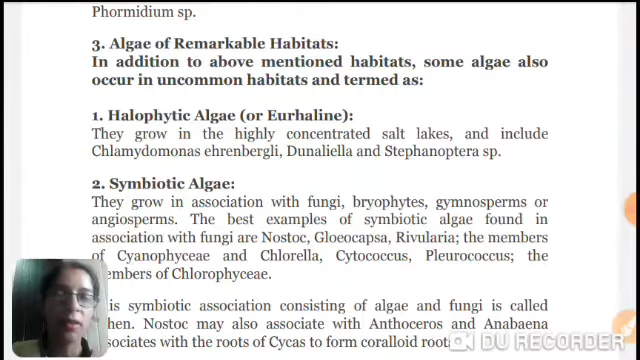 Phormidium sp.
3. Algae of Remarkable Habitats:
In addition to above mentioned habitats, some algae also
occur in uncommon habitats and termed as:
1. Halophytic Algae (or Eurhaline):
They grow in the highly concentrated salt lakes, and include
Chlamydomonas ehrenbergli, Dunaliella and Stephanoptera sp.
2. Symbiotic Algae:
They grow in association with fungi, bryophytes, gymnosperms or
angiosperms. The best examples of symbiotic algae found in
association with fungi are Nostoc, Gloeocapsa, Rivularia; the members
of Cyanophyceae and Chlorella, Cytococcus, Pleurococcus; the
embers of Chlorophyceae.
is symbiotic association consisting of algae and fungi is called
hen. Nostoc may also associate with Anthoceros and Anabaena
ssociates with the roots of Cycas to form coralloid roots
DU RECORDER